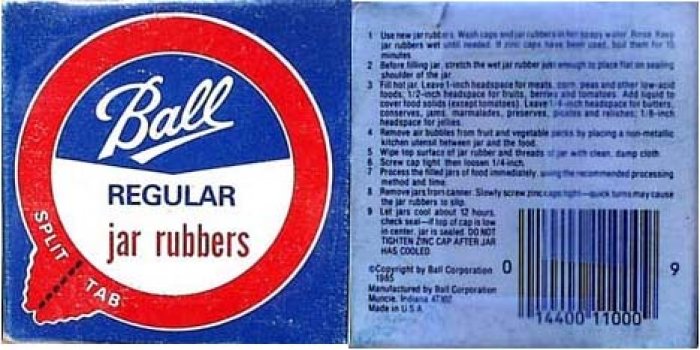 Ball
REGULAR
jar rubbers
SPLIT
TAB
1 Use new jar rubbers. Wash caps and jar rubbers in hot soapy water. Rinse. Keep
jar rubbers wet until needed. If zinc caps have been used, boil them for 15
minutes
2 Before filling jar, stretch the wet jar rubber just enough to place flat on sealing
shoulder of the jar
3 Fill hot jar. Leave 1-inch headspace for meats, corn, peas and other low-acid
foods; 1/2-inch headspace for fruits, berries and tomatoes. Add liquid to
cover food solids (except tomatoes). Leave 1/4-inch headspace for butters,
conserves, jams, marmalades, preserves, pickles and relishes; 1/8-inch
headspace for jellies.
4 Remove air bubbles from fruit and vegetable packs by placing a non-metallic
kitchen utensil between jar and the food.
5 Wipe top surface of jar rubber and threads of jar with clean, damp cloth
6 Screw cap tight, then loosen 1/4-inch.
7 Process the filled jars of food immediately, using the recommended processing
method and time.
8 Remove jars from canner. Slowly screw zinc caps tight—quick turns may cause
the jar rubbers to slip.
9 Let jars cool about 12 hours,
check seal—if top of cap is low
in center, jar is sealed. DO NOT
TIGHTEN ZINC CAP AFTER JAR
HAS COOLED
©Copyright by Ball Corporation
1985
Manufactured by Ball Corporation
Muncie, Indiana 47302
Made in U.S.A.
0 14400 11000 9